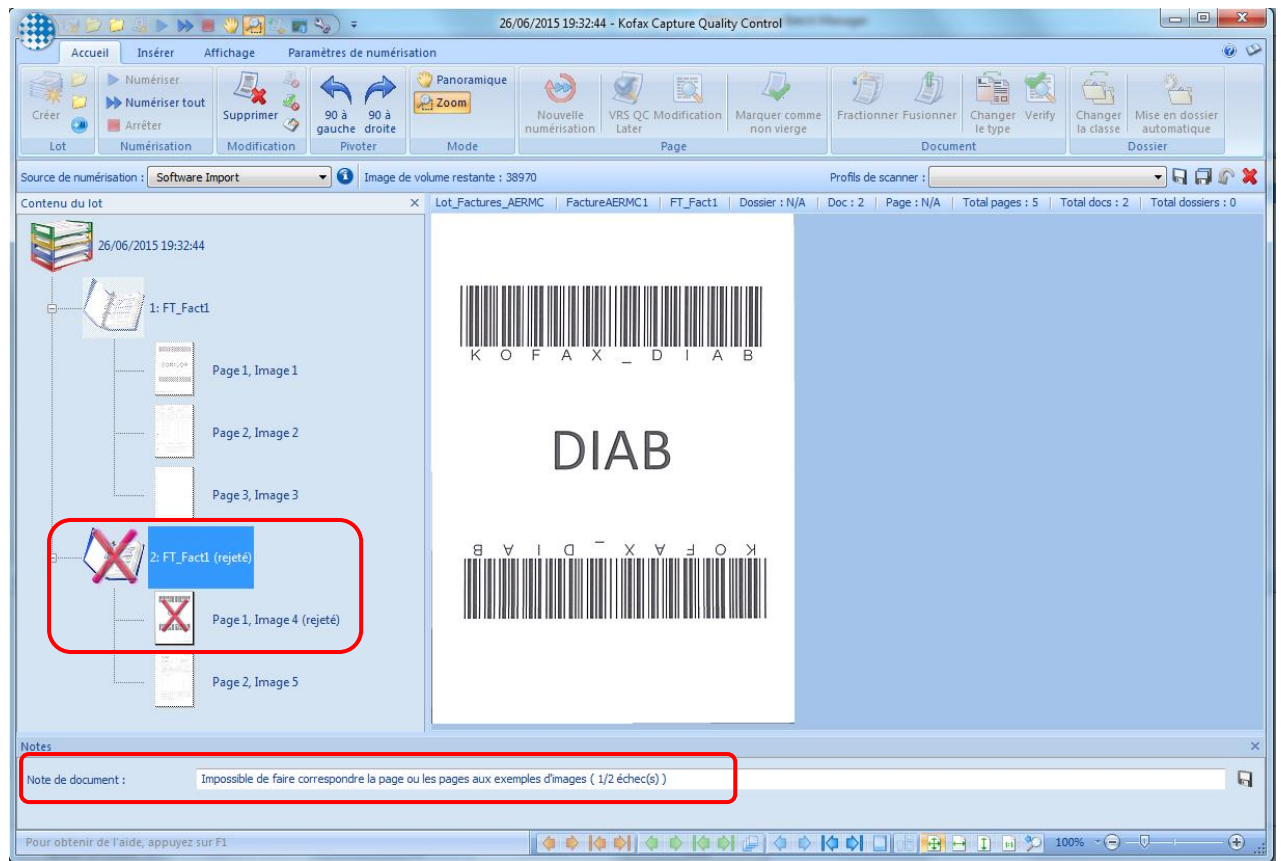 26/06/2015 19:32:44 - Kofax Capture Quality Control
Accueil Insérer Affichage Paramètres de numérisation
Créer
Numériser
Numériser tout
Arrêter
Supprimer
90 à gauche
90 à droite
Panoramique
Zoom
Nouvelle numérisation
VRS QC Later
Modification
Marquer comme non vierge
Fractionner
Fusionner
Changer le type
Verify
Changer la classe
Mise en dossier automatique
Lot Numérisation Modification Pivoter Mode Page Document Dossier
Source de numérisation : Software Import Image de volume restante : 38970 Profils de scanner :
Contenu du lot
Lot_Factures_AERMC FactureAERMC1 FT_Fact1 Dossier : N/A Doc : 2 Page : N/A Total pages : 5 Total docs : 2 Total dossiers : 0
26/06/2015 19:32:44
1: FT_Fact1
Page 1, Image 1
Page 2, Image 2
Page 3, Image 3
2: FT_Fact1 (rejeté)
Page 1, Image 4 (rejeté)
Page 2, Image 5
KOFAX_DIAB
DIAB
KOFAX_DIAB
Notes
Note de document : Impossible de faire correspondre la page ou les pages aux exemples d'images ( 1/2 échec(s) )
Pour obtenir de l'aide, appuyez sur F1
100%